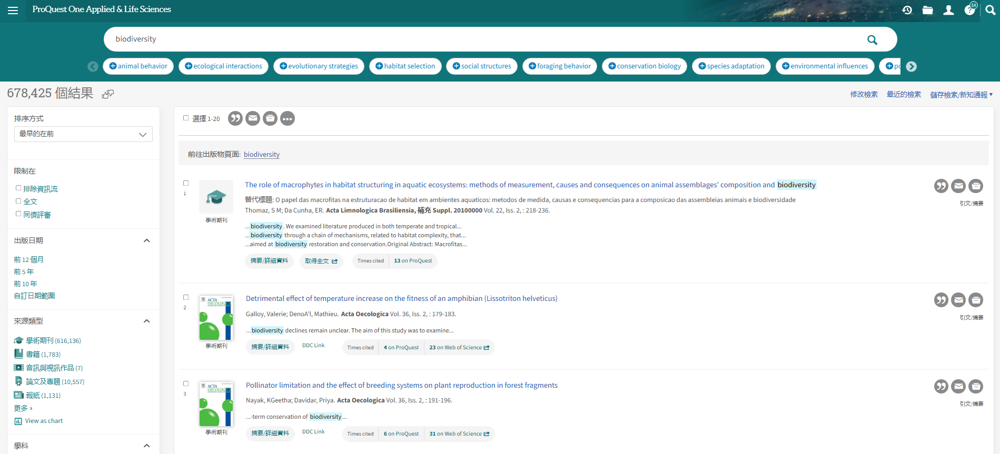 ProQuest One Applied & Life Sciences
14
biodiversity
animal behavior
ecological interactions
evolutionary strategies
habitat selection
social structures
foraging behavior
conservation biology
species adaptation
environmental influences
678,425 個結果
修改檢索
最近的檢索
儲存檢索/新知通報
排序方式
最早的在前
限制在
排除資訊流
全文
同儕評審
出版日期
前 12 個月
前 5 年
前 10 年
自訂日期範圍
來源類型
學術期刊 (616,136)
書籍 (1,783)
音訊與視訊作品 (7)
論文及專題 (10,557)
報紙 (1,131)
更多 ›
View as chart
學科
選擇 1-20
前往出版物頁面: biodiversity
1
學術期刊
The role of macrophytes in habitat structuring in aquatic ecosystems: methods of measurement, causes and consequences on animal assemblages' composition and biodiversity
替代標題: O papel das macrofitas na estruturacao de habitat em ambientes aquaticos: metodos de medida, causas e consequencias para a composicao das assembleias animais e biodiversidade
Thomaz, S M; Da Cunha, ER. Acta Limnologica Brasiliensia, 補充 Suppl. 20100000 Vol. 22, Iss. 2, : 218-236.
...biodiversity. We examined literature produced in both temperate and tropical...
...biodiversity through a chain of mechanisms, related to habitat complexity, that...
...aimed at biodiversity restoration and conservation.Original Abstract: Macrofitas...
摘要/詳細資料
取得全文
Times cited
13 on ProQuest
引文/摘要
2
ACTA
OECOLOGICA
學術期刊
Detrimental effect of temperature increase on the fitness of an amphibian (Lissotriton helveticus)
Galloy, Valerie; DenoA'l, Mathieu. Acta Oecologica Vol. 36, Iss. 2, : 179-183.
...biodiversity declines remain unclear. The aim of this study was to examine...
摘要/詳細資料
DDC Link
Times cited
4 on ProQuest
23 on Web of Science
引文/摘要
3
ACTA
OECOLOGICA
學術期刊
Pollinator limitation and the effect of breeding systems on plant reproduction in forest fragments
Nayak, KGeetha; Davidar, Priya. Acta Oecologica Vol. 36, Iss. 2, : 191-196.
...-term conservation of biodiversity...
摘要/詳細資料
DDC Link
Times cited
6 on ProQuest
31 on Web of Science
引文/摘要